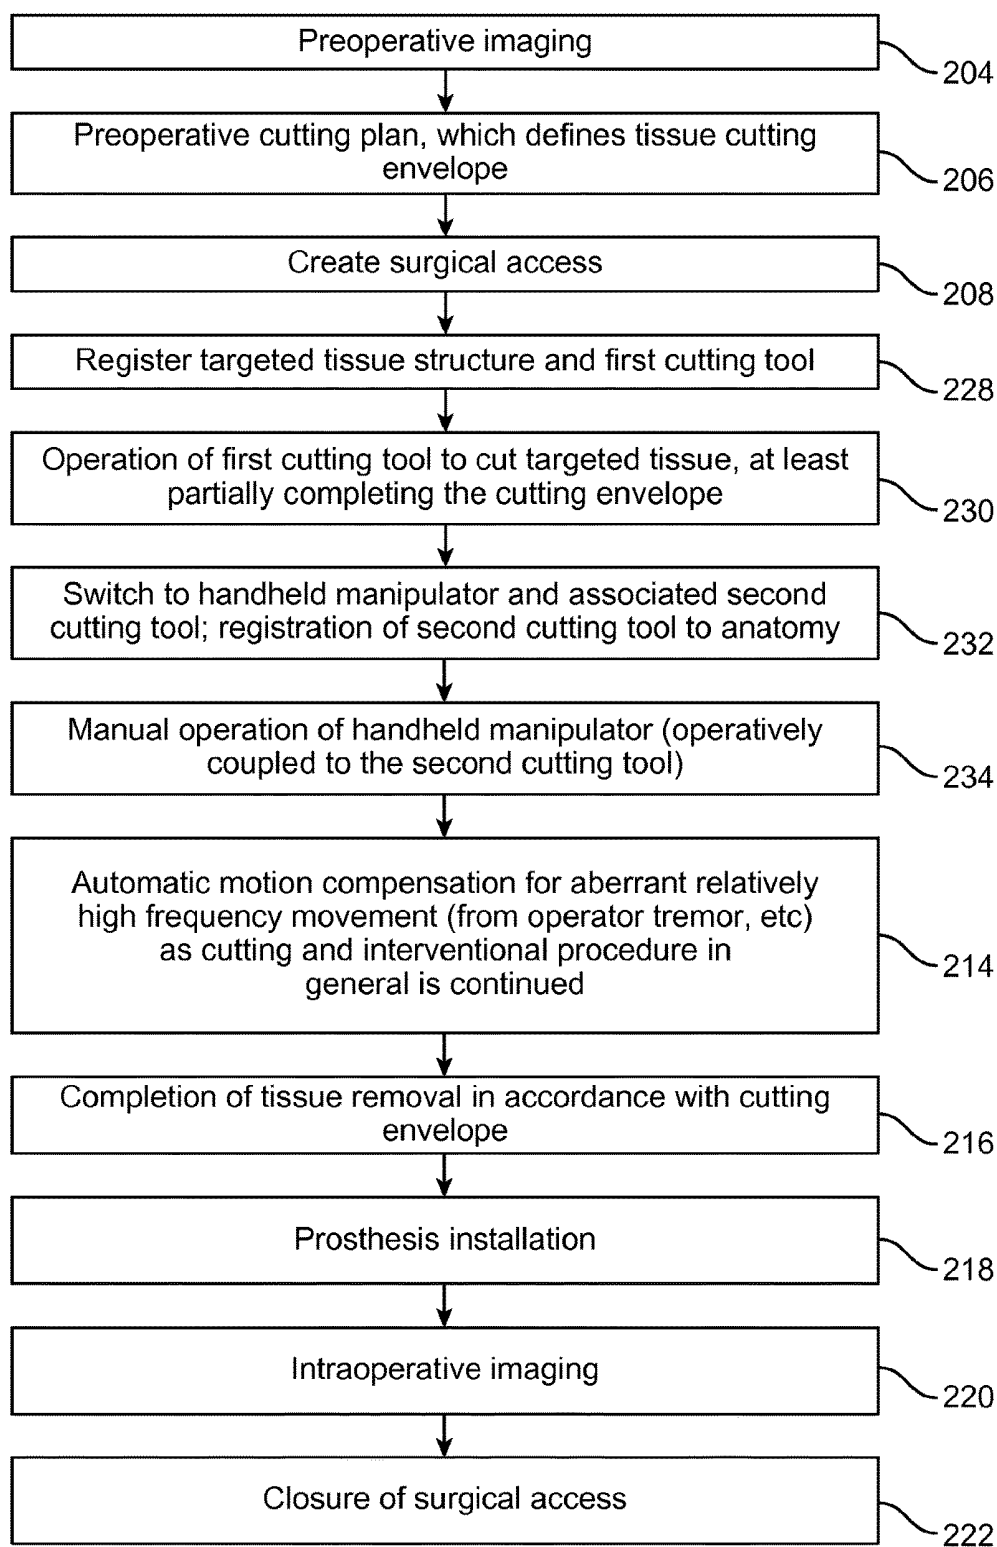 Preoperative imaging
204
Preoperative cutting plan, which defines tissue cutting
envelope
206
Create surgical access
208
Register targeted tissue structure and first cutting tool
228
Operation of first cutting tool to cut targeted tissue, at least
partially completing the cutting envelope
230
Switch to handheld manipulator and associated second
cutting tool; registration of second cutting tool to anatomy
232
Manual operation of handheld manipulator (operatively
coupled to the second cutting tool)
234
Automatic motion compensation for aberrant relatively
high frequency movement (from operator tremor, etc)
as cutting and interventional procedure in
general is continued
214
Completion of tissue removal in accordance with cutting
envelope
216
Prosthesis installation
218
Intraoperative imaging
220
Closure of surgical access
222